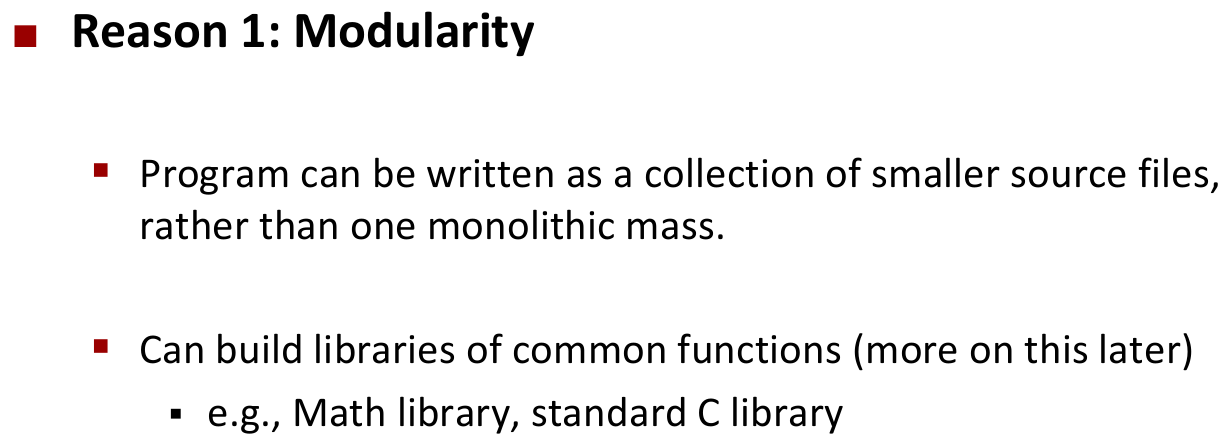 ■ Reason 1: Modularity
▪ Program can be written as a collection of smaller source files,
rather than one monolithic mass.
▪ Can build libraries of common functions (more on this later)
▪ e.g., Math library, standard C library